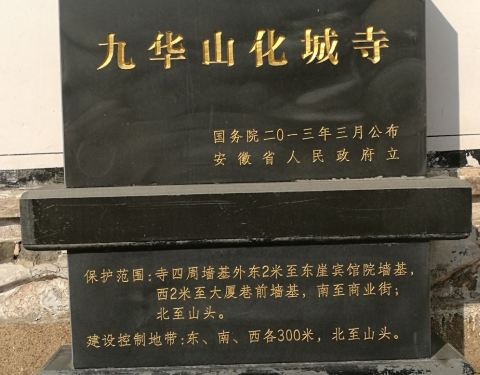 九华山化城寺
国务院二〇一三年三月公布
安徽省人民政府立
保护范围:寺四周墙基外东2米至东崖宾馆院墙基,
西2米至大厦巷前墙基,南至商业街;
北至山头。
建设控制地带:东、南、西各300米,北至山头。